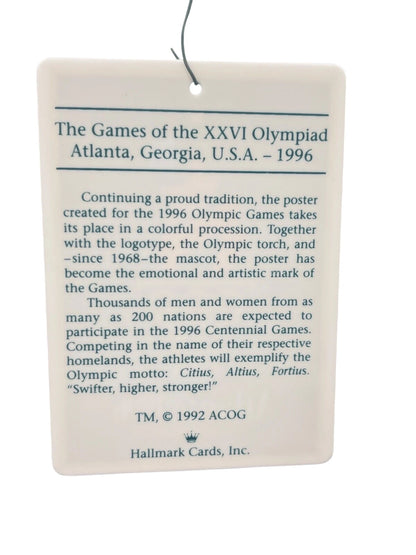 The Games of the XXVI Olympiad
Atlanta, Georgia, U.S.A. – 1996
Continuing a proud tradition, the poster
created for the 1996 Olympic Games takes
its place in a colorful procession. Together
with the logotype, the Olympic torch, and
–since 1968–the mascot, the poster has
become the emotional and artistic mark of
the Games.
Thousands of men and women from as
many as 200 nations are expected to
participate in the 1996 Centennial Games.
Competing in the name of their respective
homelands, the athletes will exemplify the
Olympic motto: Citius, Altius, Fortius.
“Swifter, higher, stronger!”
TM, © 1992 ACOG
Hallmark Cards, Inc.